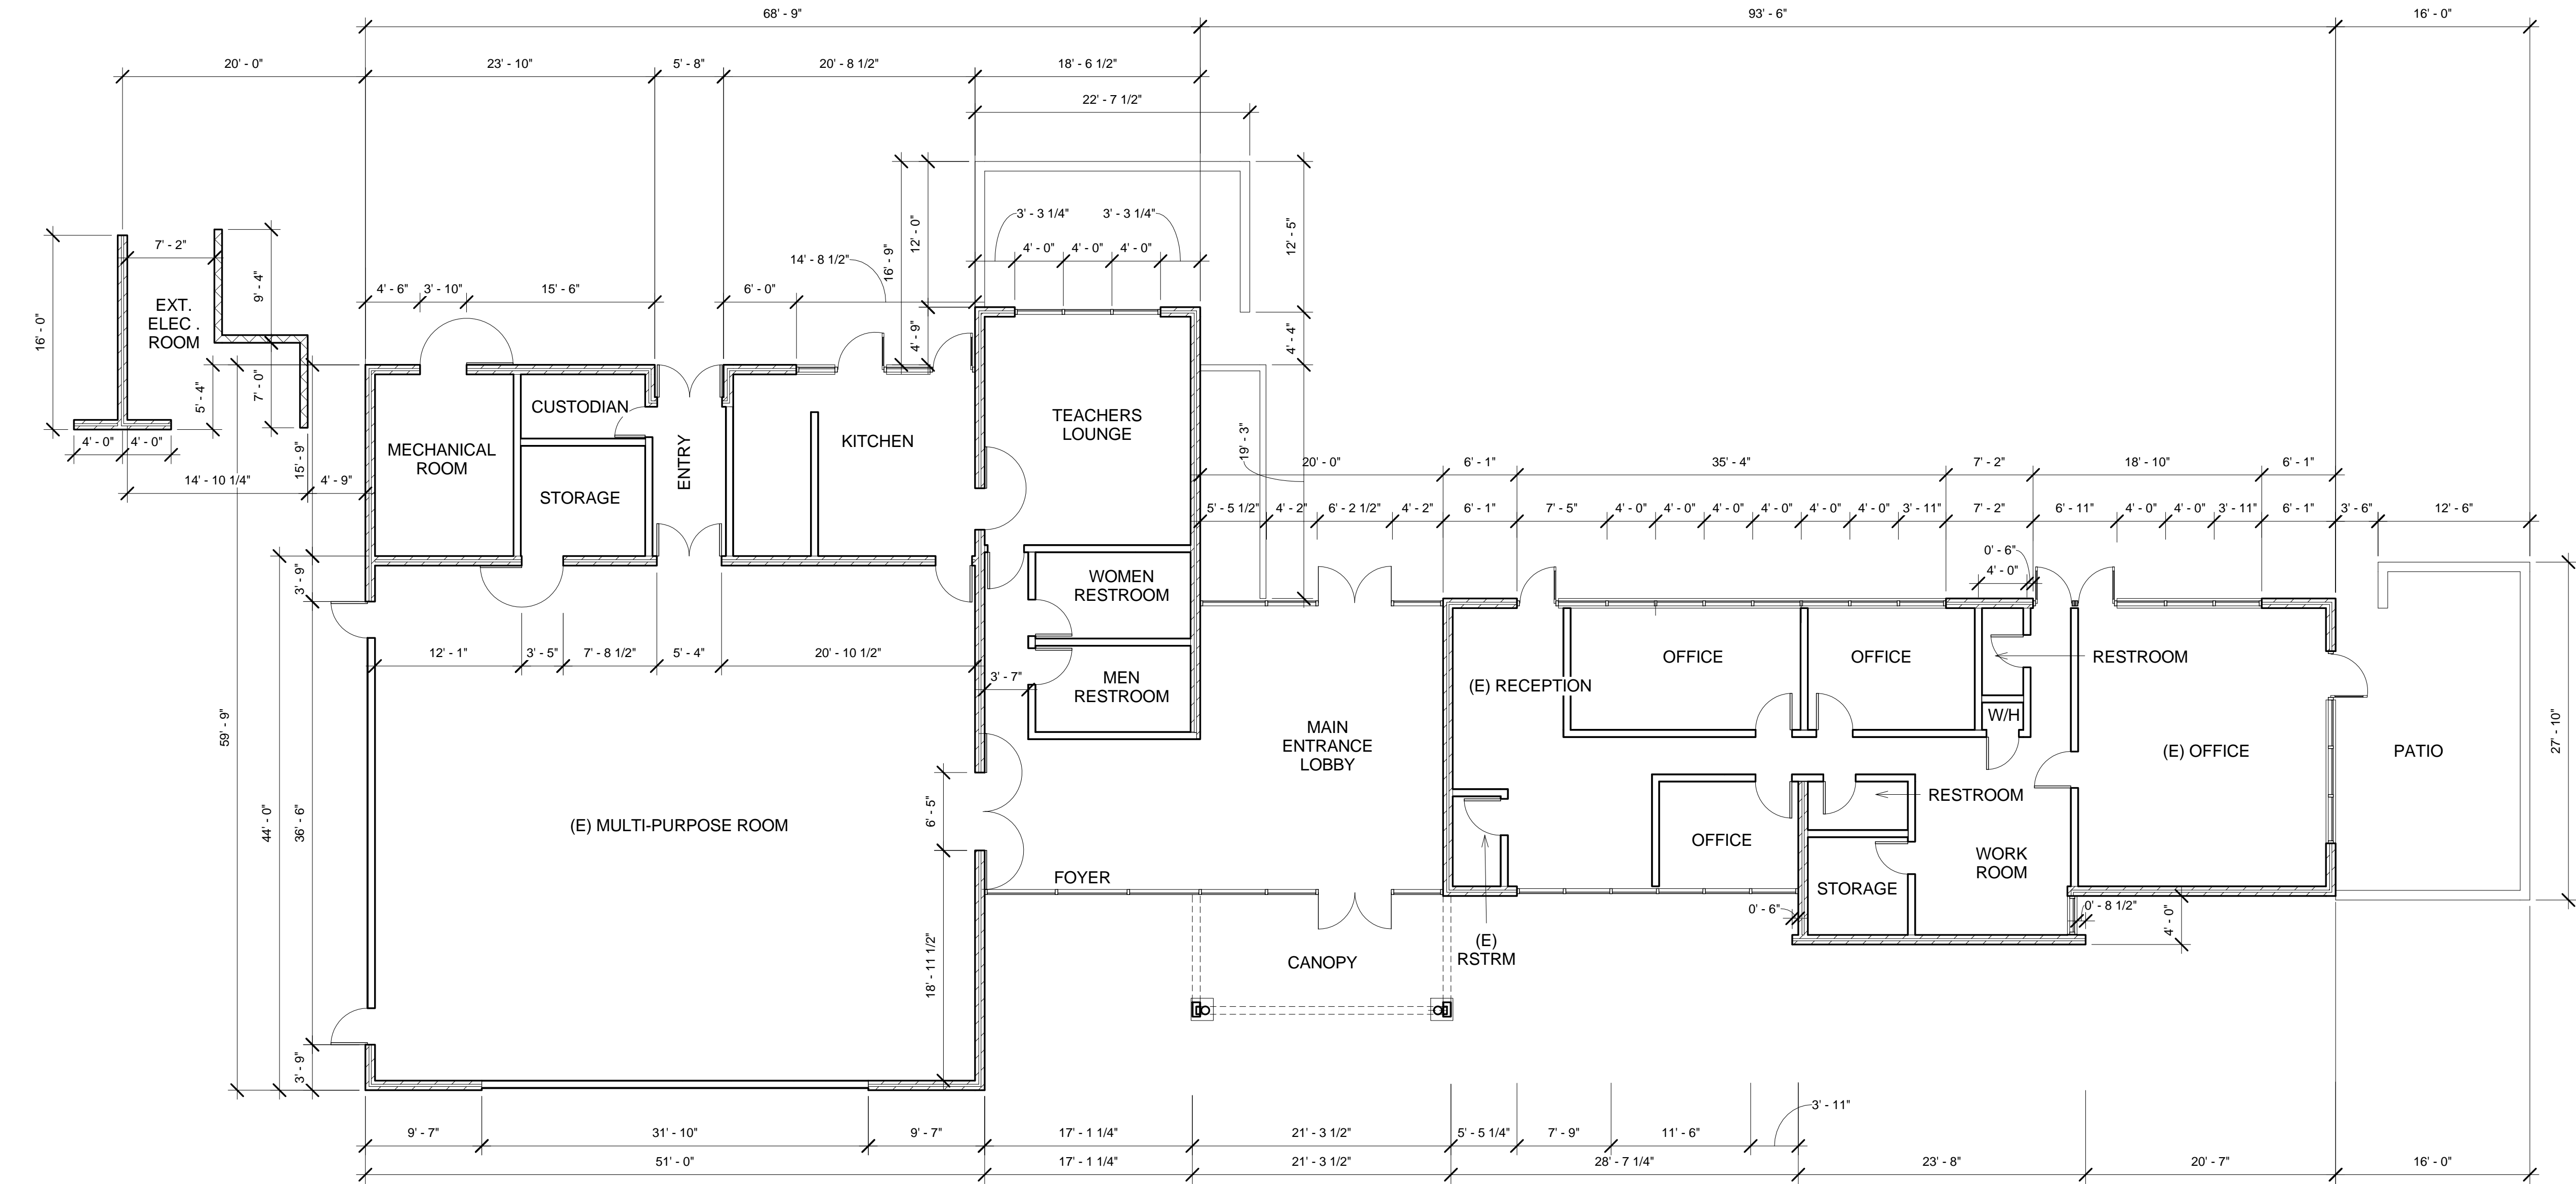 68' - 9"
93' - 6"
16' - 0"
20' - 0"
23' - 10"
5' - 8"
20' - 8 1/2"
18' - 6 1/2"
22' - 7 1/2"
3' - 3 1/4"
3' - 3 1/4"
12' - 0"
16' - 9"
12' - 5"
7' - 2"
4' - 0"
4' - 0"
4' - 0"
14' - 8 1/2"
9' - 4"
4' - 6"
3' - 10"
15' - 6"
6' - 0"
EXT.
ELEC .
ROOM
16' - 0"
4' - 9"
4' - 4"
5' - 4"
7' - 0"
CUSTODIAN
TEACHERS
LOUNGE
4' - 0"
4' - 0"
KITCHEN
MECHANICAL
ROOM
ENTRY
15' - 9"
19' - 3"
20' - 0"
6' - 1"
35' - 4"
7' - 2"
18' - 10"
6' - 1"
14' - 10 1/4"
4' - 9"
STORAGE
5' - 5 1/2"
4' - 2"
6' - 2 1/2"
4' - 2"
6' - 1"
7' - 5"
4' - 0"
4' - 0"
4' - 0"
4' - 0"
4' - 0"
4' - 0"
3' - 11"
7' - 2"
6' - 11"
4' - 0"
4' - 0"
3' - 11"
6' - 1"
3' - 6"
12' - 6"
0' - 6"
4' - 0"
3' - 9"
WOMEN
RESTROOM
12' - 1"
3' - 5"
7' - 8 1/2"
5' - 4"
20' - 10 1/2"
3' - 7"
MEN
RESTROOM
OFFICE
OFFICE
RESTROOM
(E) RECEPTION
W/H
59' - 9"
MAIN
ENTRANCE
LOBBY
(E) OFFICE
PATIO
27' - 10"
44' - 0"
36' - 6"
(E) MULTI-PURPOSE ROOM
6' - 5"
RESTROOM
OFFICE
WORK
ROOM
FOYER
STORAGE
0' - 6"
0' - 8 1/2"
4' - 0"
(E)
RSTRM
CANOPY
18' - 11 1/2"
3' - 9"
3' - 11"
9' - 7"
31' - 10"
9' - 7"
17' - 1 1/4"
21' - 3 1/2"
5' - 5 1/4"
7' - 9"
11' - 6"
51' - 0"
17' - 1 1/4"
21' - 3 1/2"
28' - 7 1/4"
23' - 8"
20' - 7"
16' - 0"